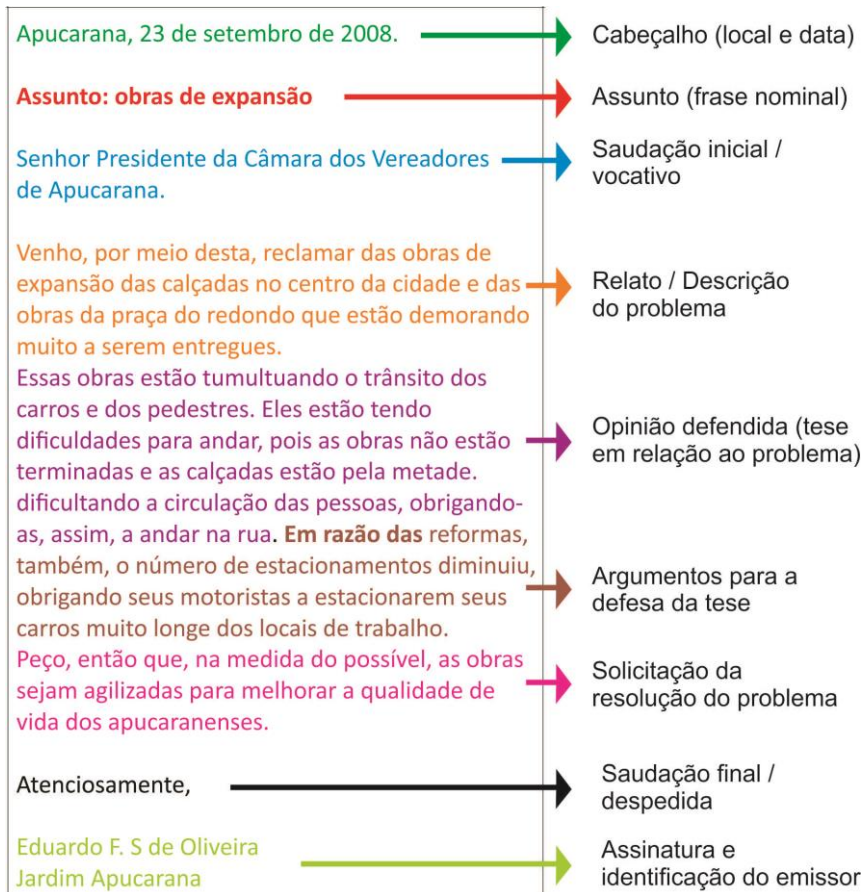 Apucarana, 23 de setembro de 2008.
Cabeçalho (local e data)
Assunto: obras de expansão
Assunto (frase nominal)
Senhor Presidente da Câmara dos Vereadores
de Apucarana.
Saudação inicial /
vocativo
Venho, por meio desta, reclamar das obras de
expansão das calçadas no centro da cidade e das
obras da praça do redondo que estão demorando
muito a serem entregues.
Relato / Descrição
do problema
Essas obras estão tumultuando o trânsito dos
carros e dos pedestres. Eles estão tendo
dificuldades para andar, pois as obras não estão
terminadas e as calçadas estão pela metade.
dificultando a circulação das pessoas, obrigando-
as, assim, a andar na rua. Em razão das reformas,
Opinião defendida (tese
em relação ao problema)
também, o número de estacionamentos diminuiu,
obrigando seus motoristas a estacionarem seus
carros muito longe dos locais de trabalho.
Argumentos para a
defesa da tese
Peço, então que, na medida do possível, as obras
sejam agilizadas para melhorar a qualidade de
vida dos apucaranenses.
Solicitação da
resolução do problema
Atenciosamente,
Saudação final /
despedida
Eduardo F. S de Oliveira
Jardim Apucarana
Assinatura e
identificação do emissor